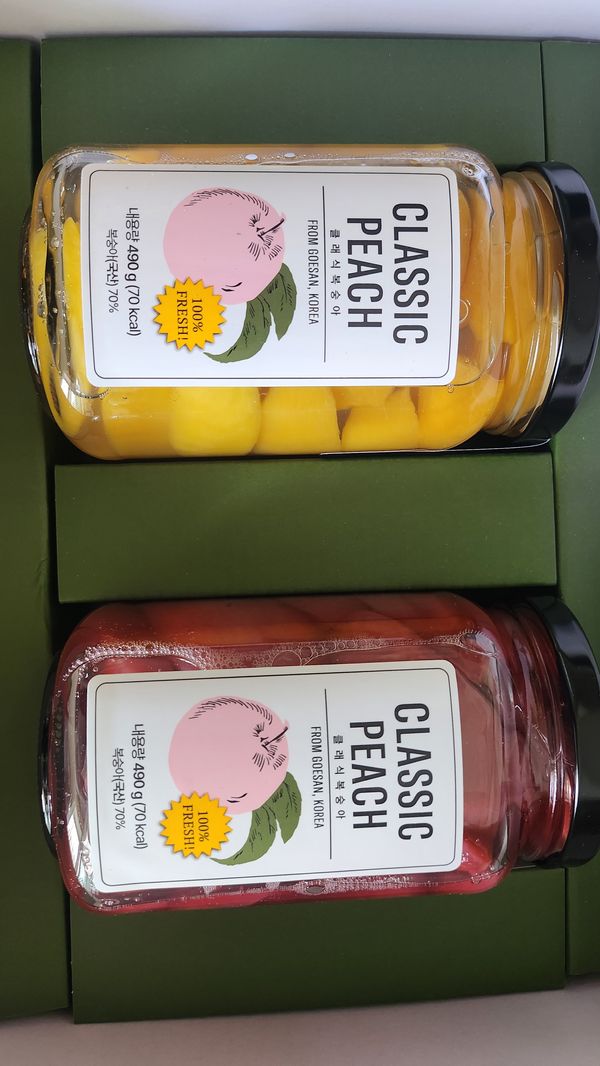 CLASSIC
PEACH
클래식복숭아
FROM GOESAN, KOREA
100%
FRESH!
내용량 490 g (70 kcal)
복숭아(국산) 70%
CLASSIC
PEACH
클래식복숭아
FROM GOESAN, KOREA
100%
FRESH!
내용량 490 g (70 kcal)
복숭아(국산) 70%